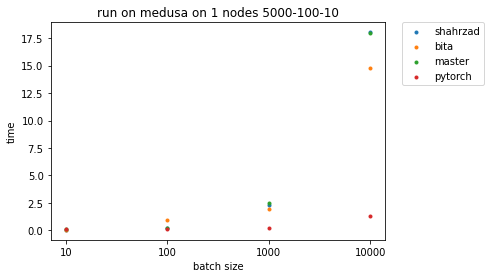 run on medusa on 1 nodes 5000-100-10
shahrzad
bita
master
pytorch
17.5
15.0
12.5
10.0
7.5
5.0
2.5
0.0
time
10
100
1000
10000
batch size